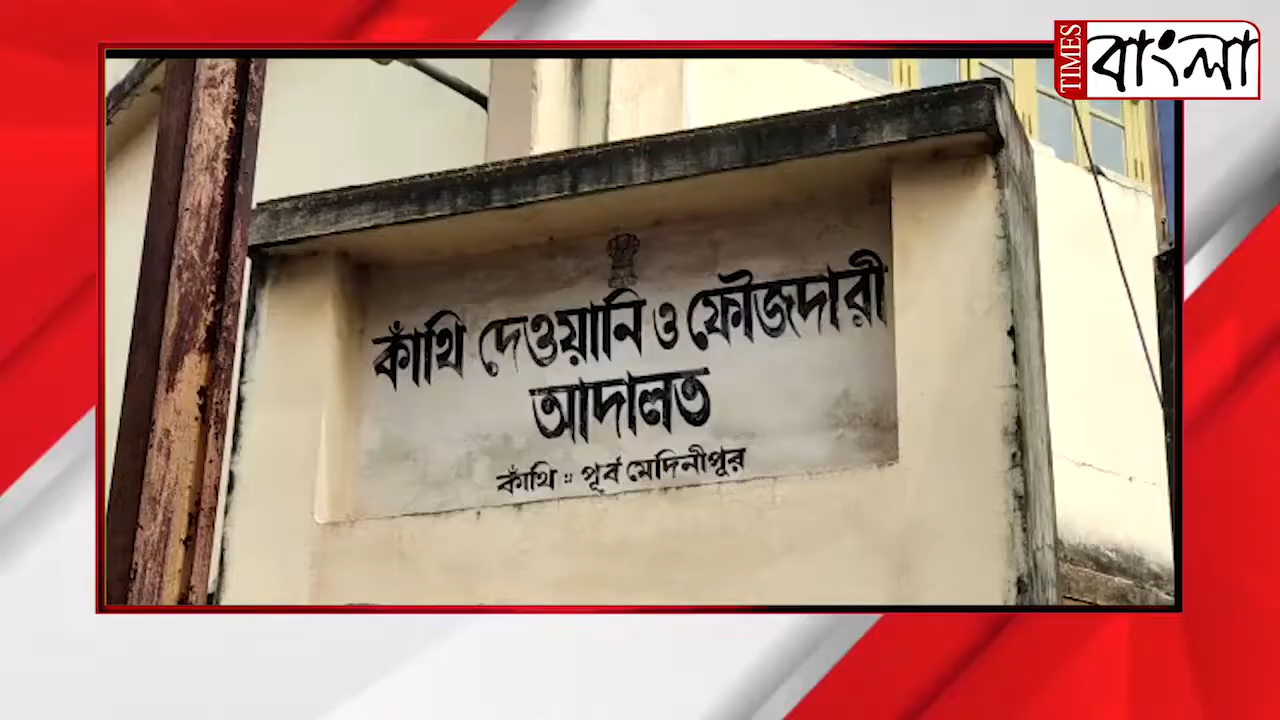 TIMES বাংলা
কাঁথি দেওয়ানি ও ফৌজদারী
আদালত
কাঁথি :: পূর্ব মেদিনীপুর